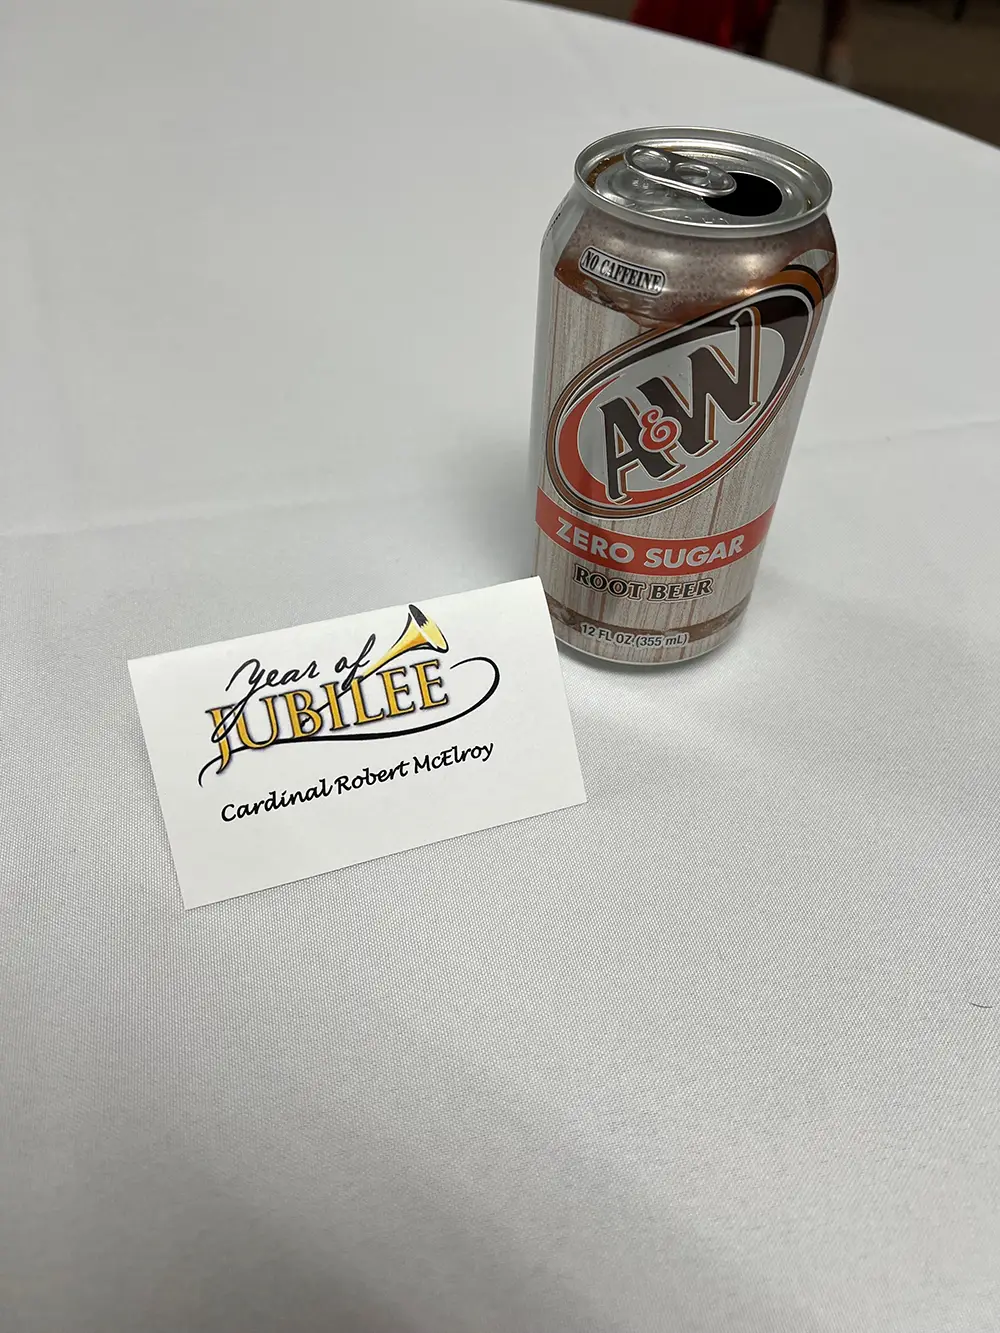 NO CAFFEINE
A&W
ZERO SUGAR
ROOT BEER
12 FL OZ (355 mL)
Year of
JUBILEE
Cardinal Robert McElroy